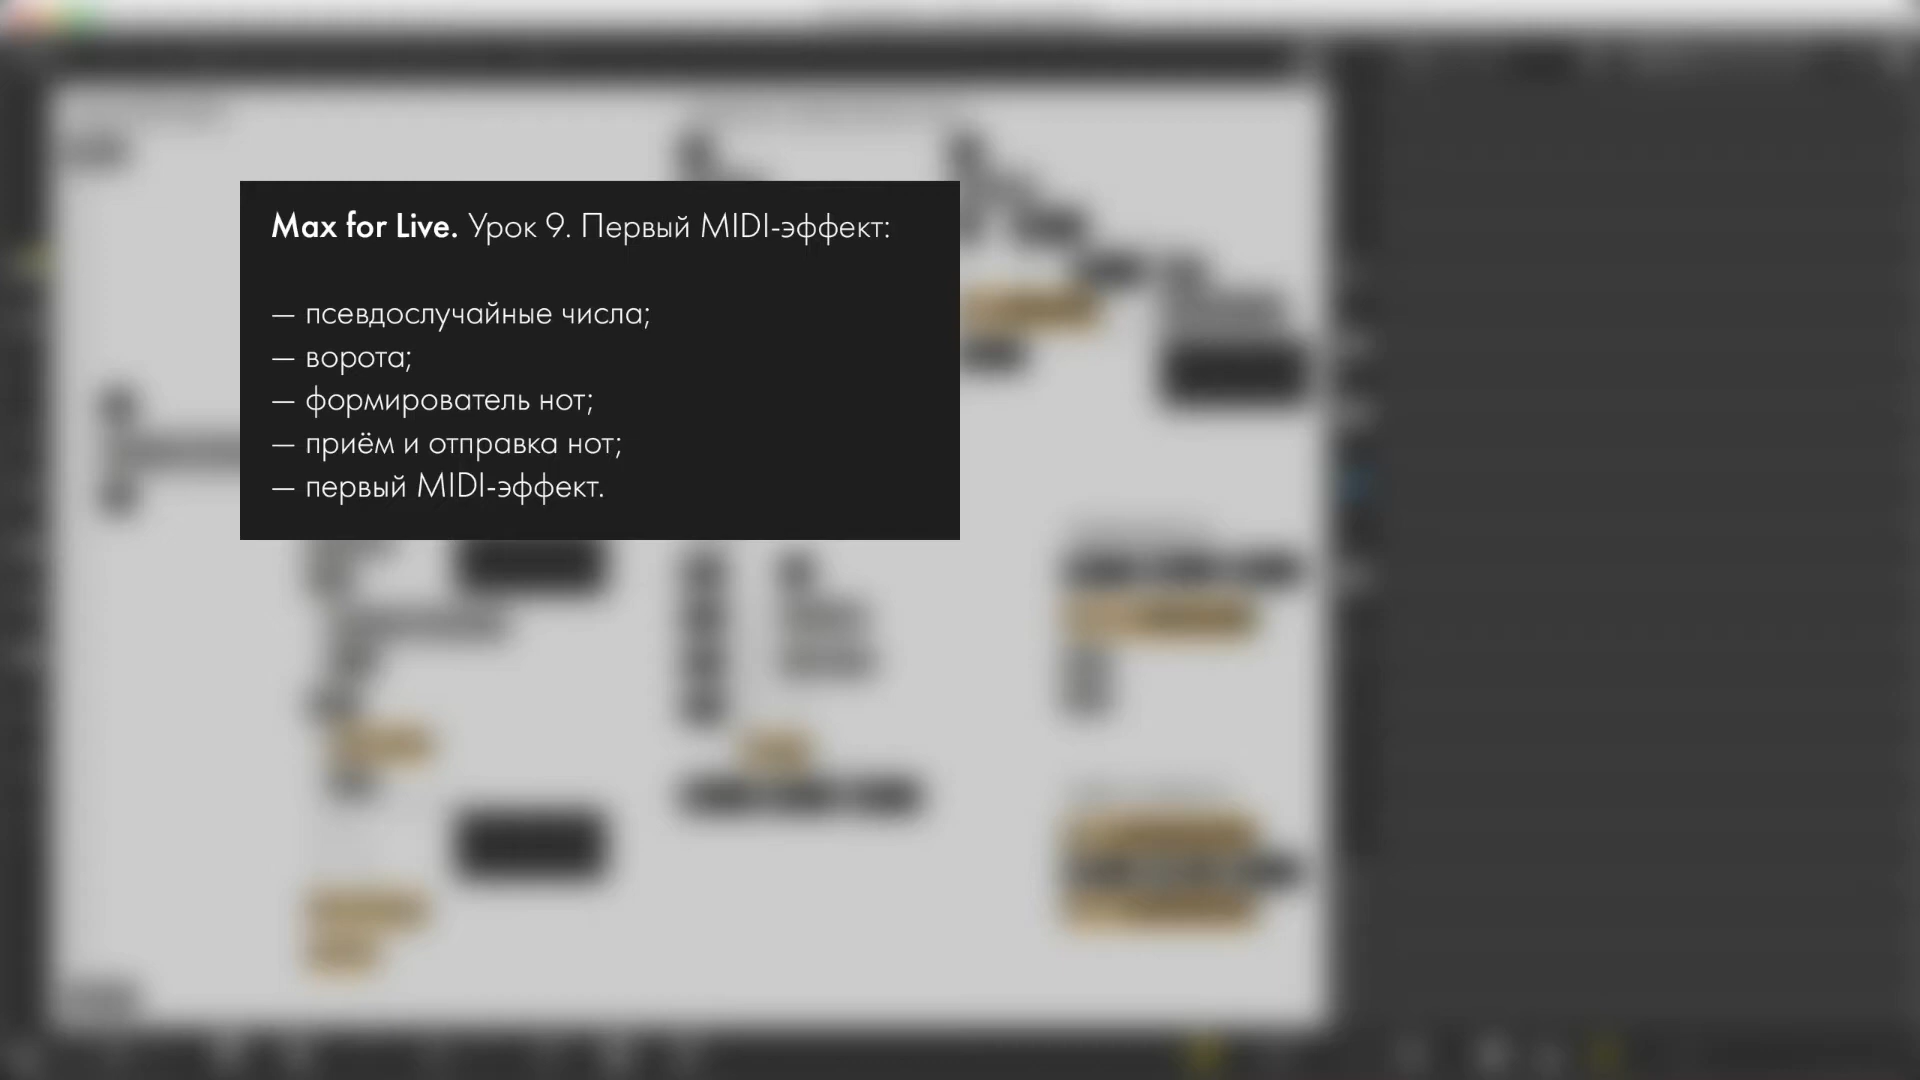 Max for Live. Урок 9. Первый MIDI-эффект:
— псевдослучайные числа;
— ворота;
— формирователь нот;
— приём и отправка нот;
— первый MIDI-эффект.